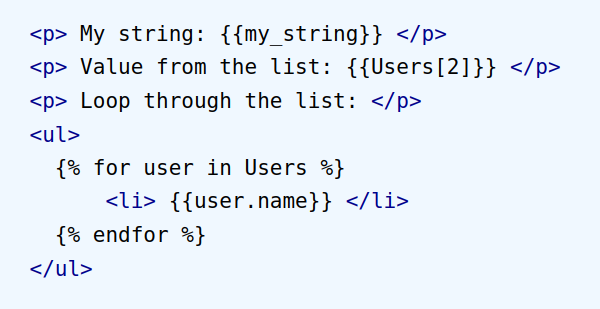 <p> My string: {{my_string}} </p>
<p> Value from the list: {{Users[2]}} </p>
<p> Loop through the list: </p>
<ul>
  {% for user in Users %}
      <li> {{user.name}} </li>
  {% endfor %}
</ul>